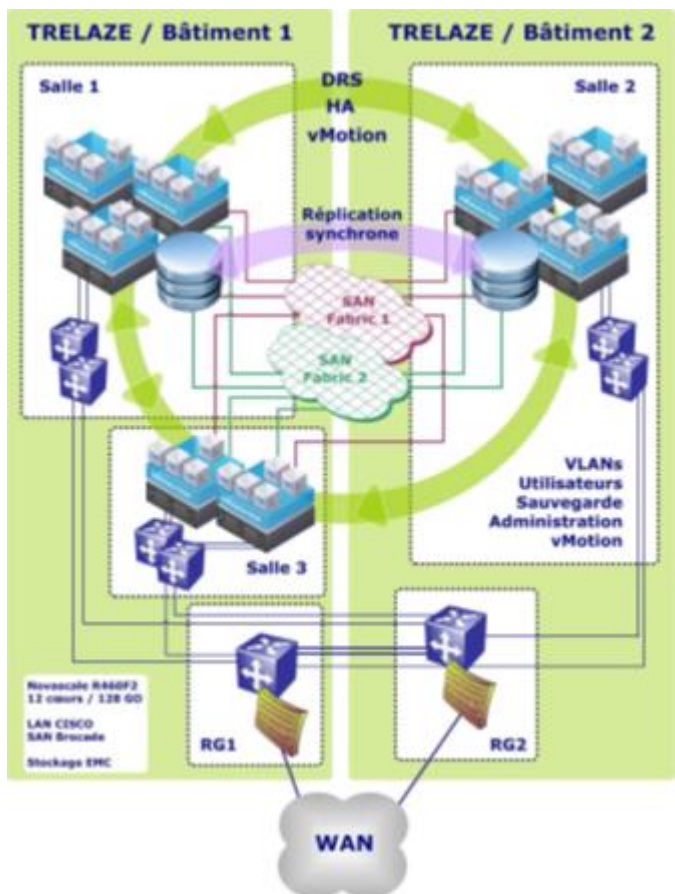 TRELAZE / Bâtiment 1
TRELAZE / Bâtiment 2
Salle 1
DRS
HA
vMotion
Salle 2
Réplication
synchrone
SAN
Fabric 1
SAN
Fabric 2
VLANs
Utilisateurs
Sauvegarde
Administration
vMotion
Salle 3
Novascale R460F2
12 cœurs / 128 GO
LAN CISCO
SAN Brocade
Stockage EMC
RG1
RG2
WAN